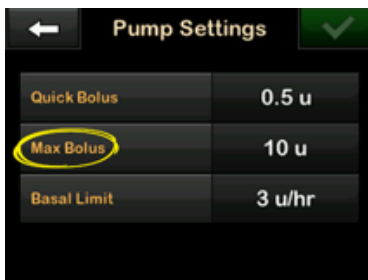 Pump Settings
Quick Bolus 0.5 u
Max Bolus 10 u
Basal Limit 3 u/hr